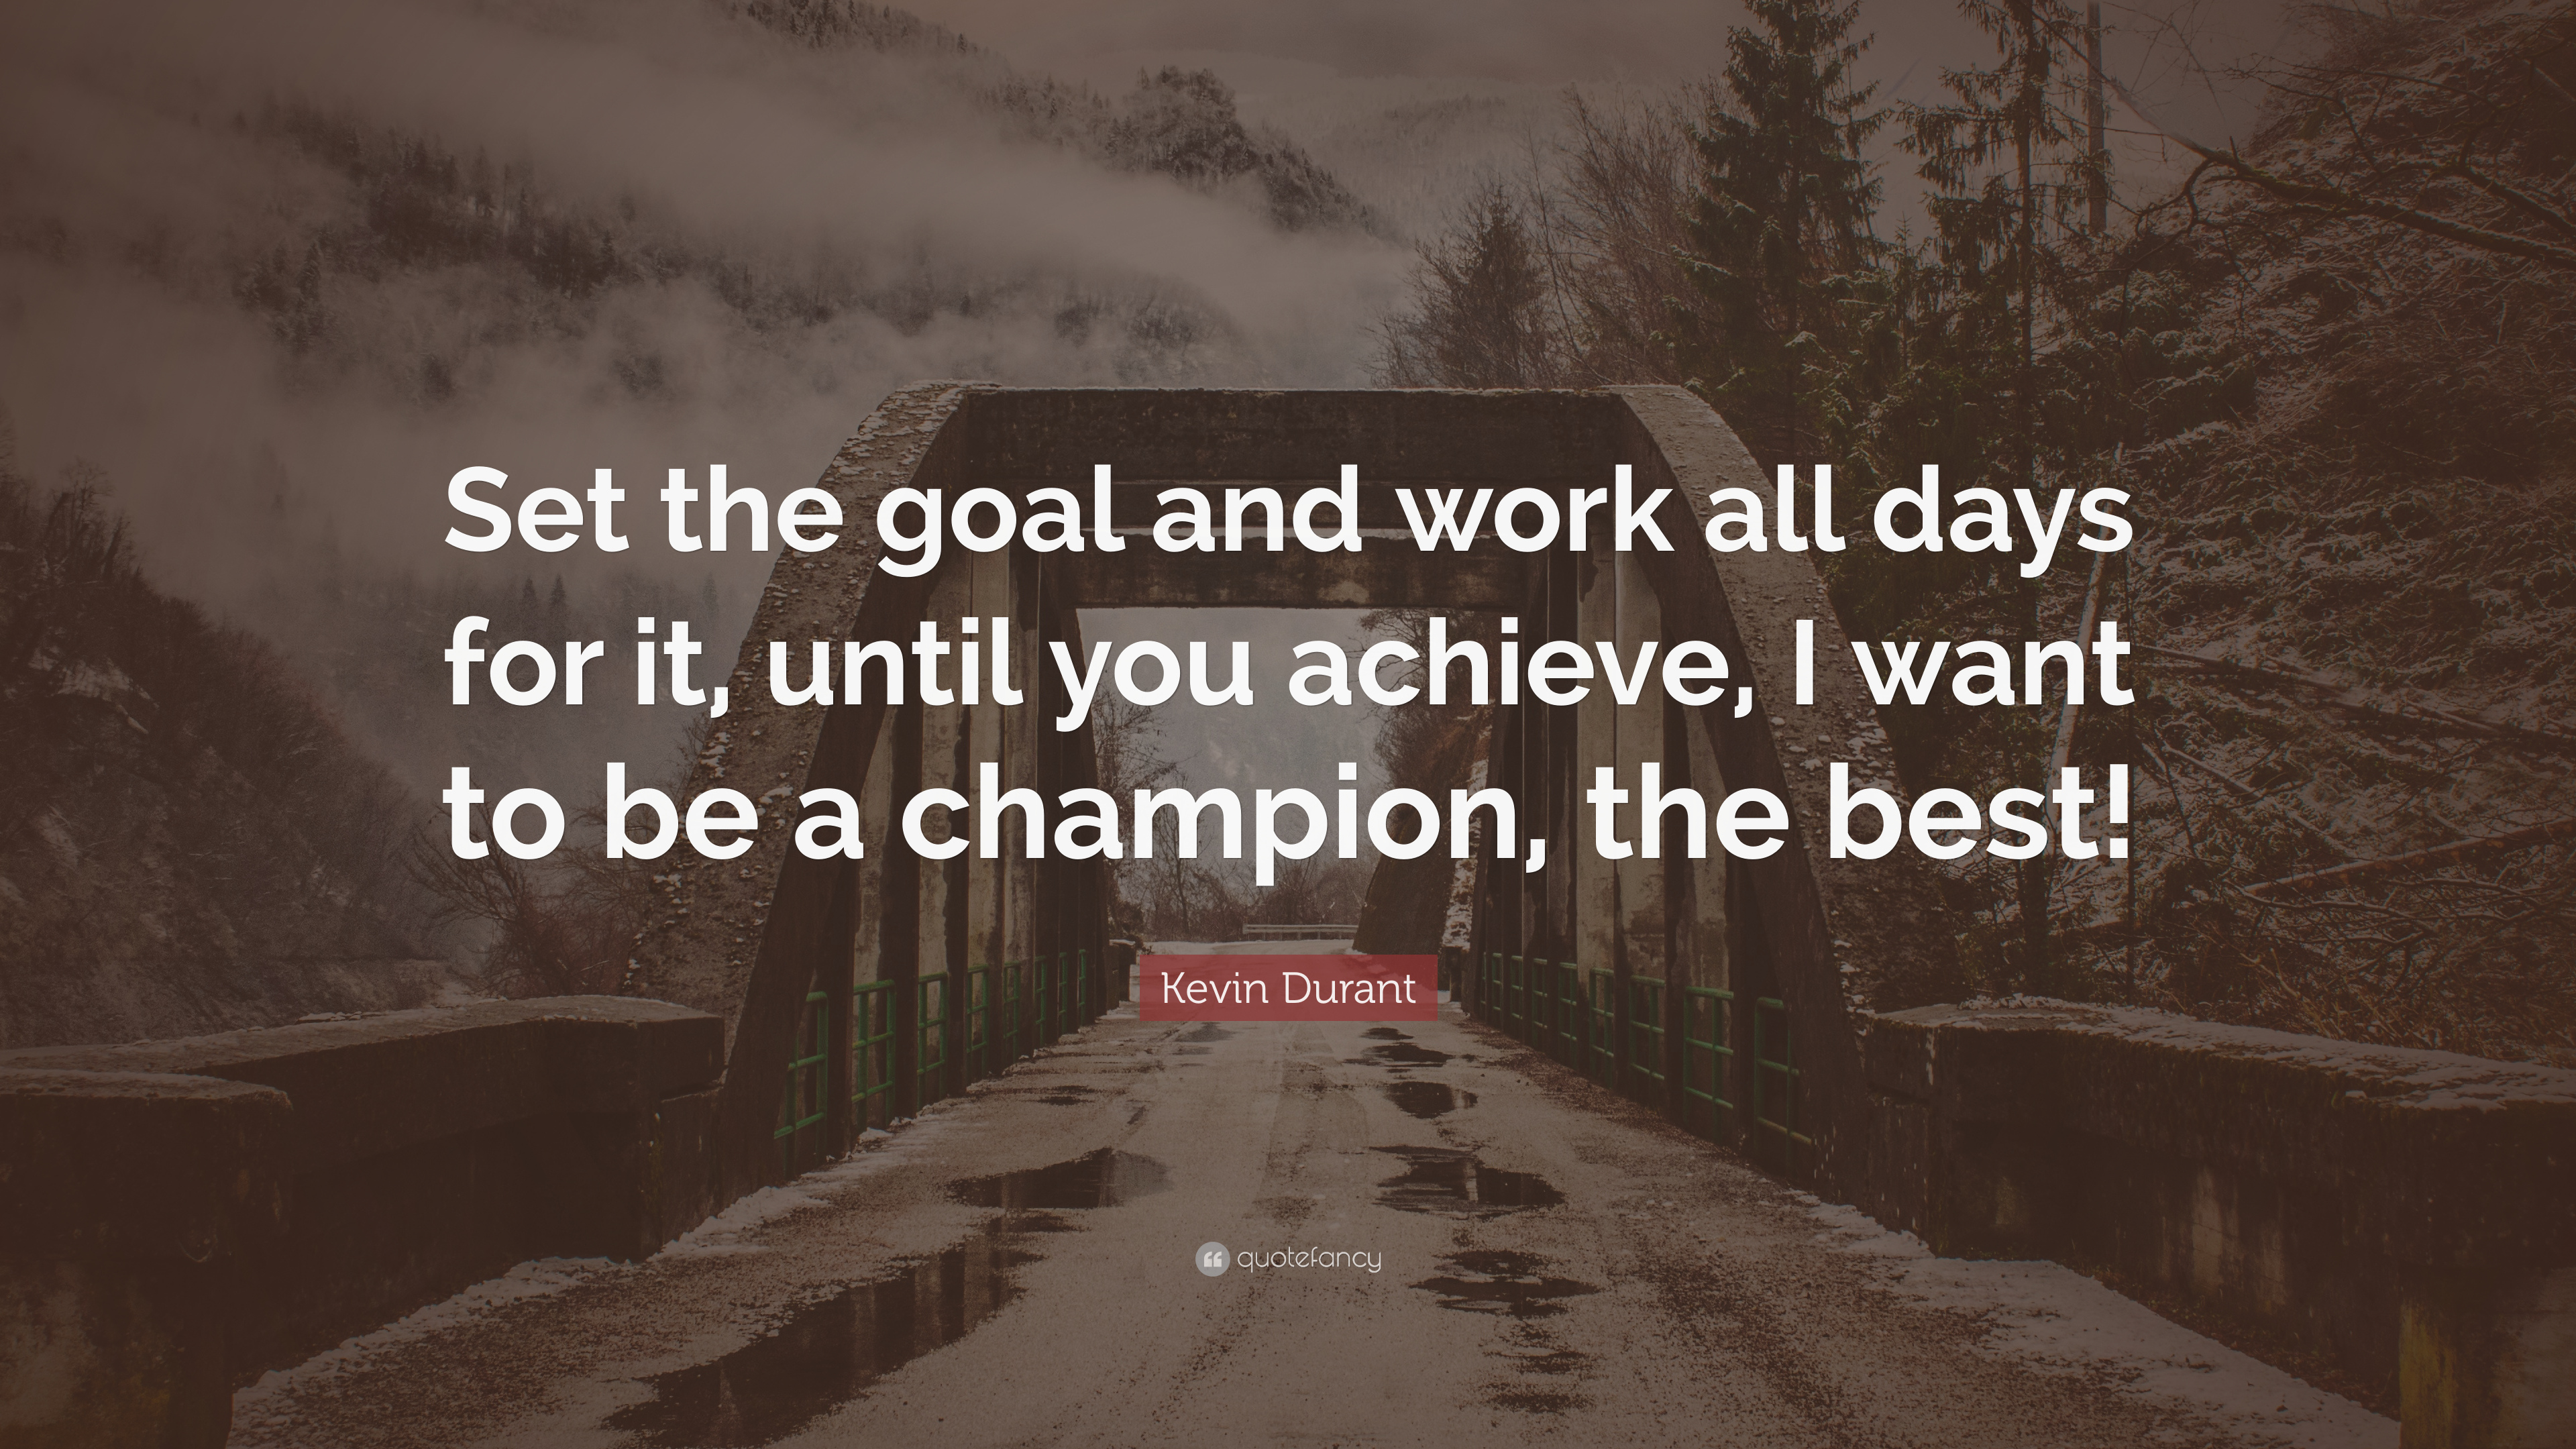 Set the goal and work all days
for it, until you achieve, I want
to be a champion, the best!
Kevin Durant
quotefancy